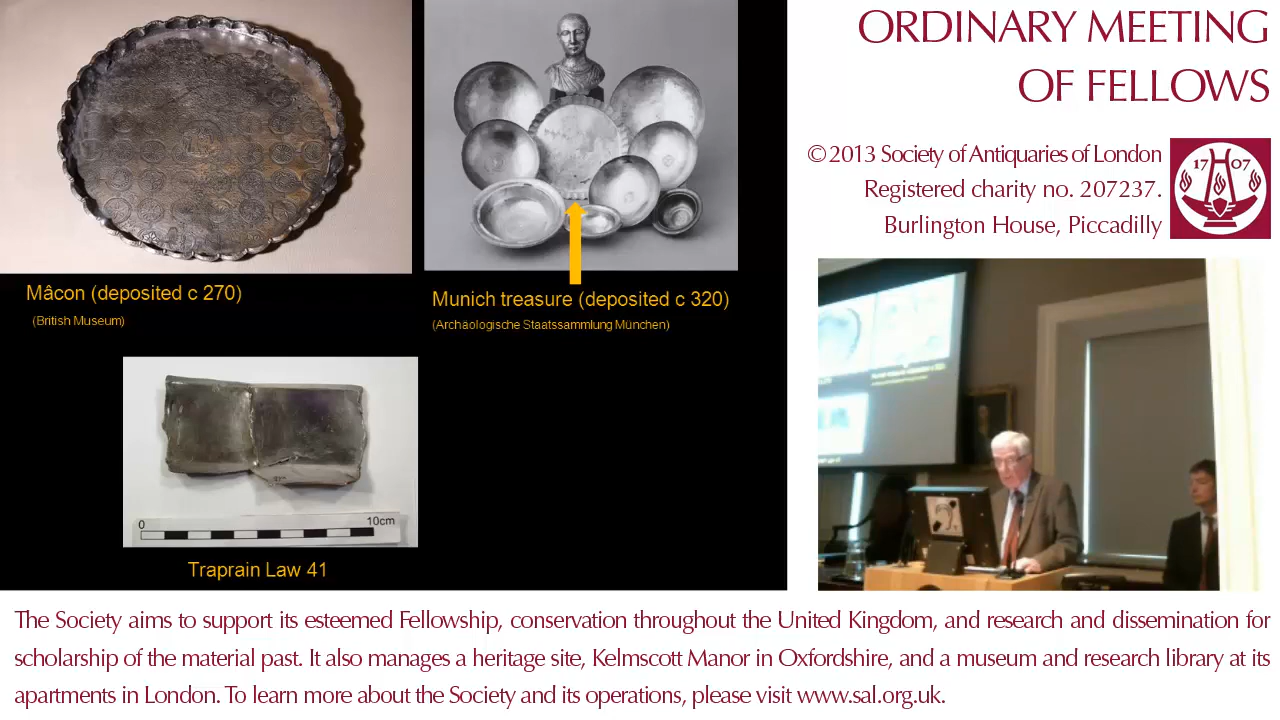 ORDINARY MEETING
OF FELLOWS
© 2013 Society of Antiquaries of London
Registered charity no. 207237.
Burlington House, Piccadilly
17 07
Mâcon (deposited c 270)
(British Museum)
Munich treasure (deposited c 320)
(Archäologische Staatssammlung München)
0 10cm
Traprain Law 41
The Society aims to support its esteemed Fellowship, conservation throughout the United Kingdom, and research and dissemination for
scholarship of the material past. It also manages a heritage site, Kelmscott Manor in Oxfordshire, and a museum and research library at its
apartments in London. To learn more about the Society and its operations, please visit www.sal.org.uk.